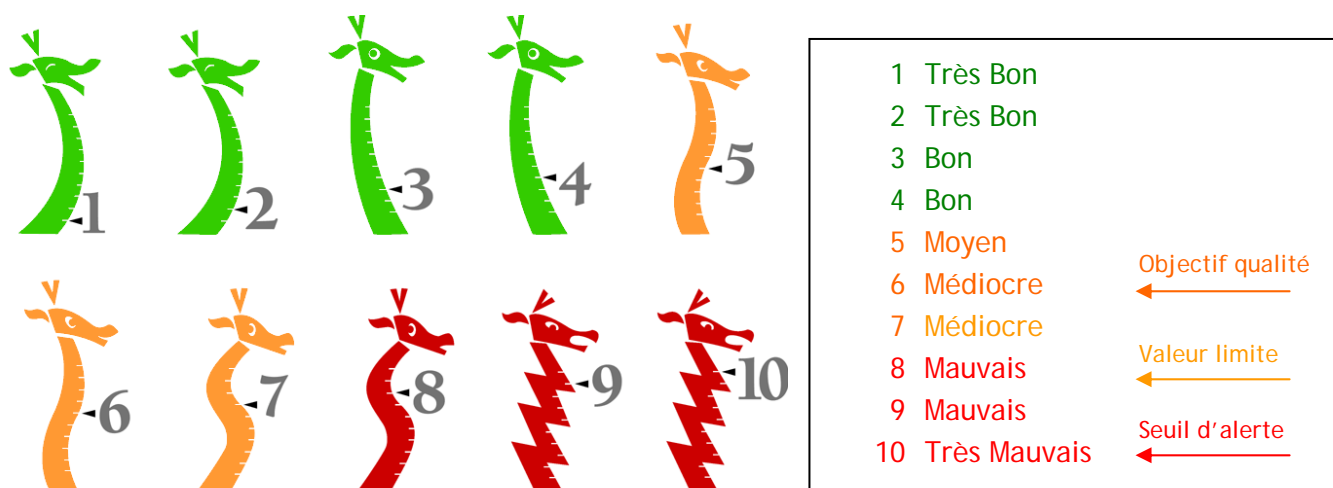 1
2
3
4
5
6
7
8
9
10
1 Très Bon
2 Très Bon
3 Bon
4 Bon
5 Moyen
6 Médiocre
7 Médiocre
8 Mauvais
9 Mauvais
10 Très Mauvais
Objectif qualité
Valeur limite
Seuil d'alerte